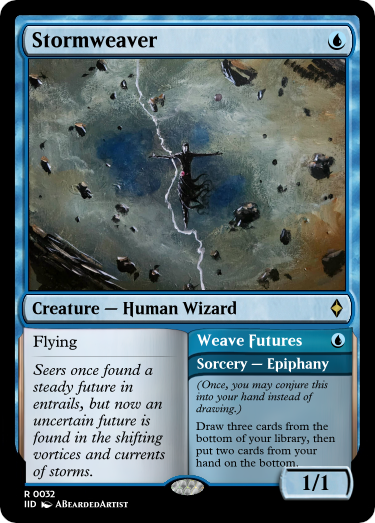 Stormweaver
Creature — Human Wizard
Flying
Seers once found a
steady future in
entrails, but now an
uncertain future is
found in the shifting
vortices and currents
of storms.
Weave Futures
Sorcery — Epiphany
(Once, you may conjure this
into your hand instead of
drawing.)
Draw three cards from the
bottom of your library, then
put two cards from your
hand on the bottom.
1/1
R 0032
IID ABEARDEDARTIST